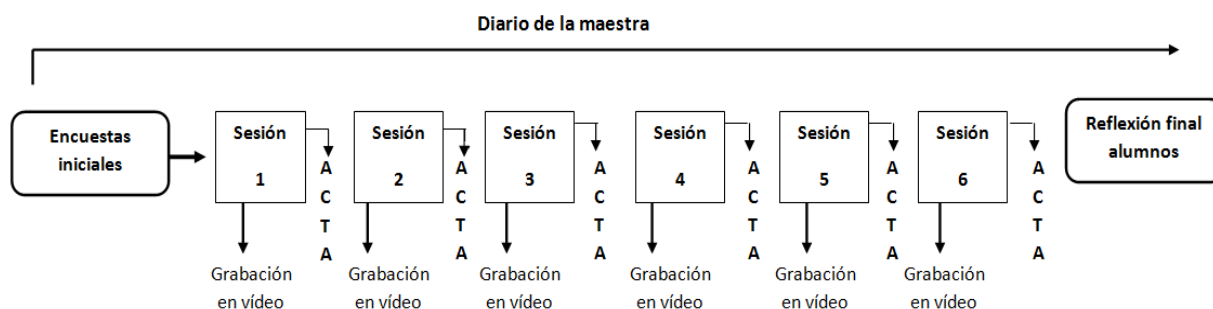 Diario de la maestra
Encuestas
iniciales
Sesión
1
A
C
T
A
Grabación
en vídeo
Sesión
2
A
C
T
A
Grabación
en vídeo
Sesión
3
A
C
T
A
Grabación
en vídeo
Sesión
4
A
C
T
A
Grabación
en vídeo
Sesión
5
A
C
T
A
Grabación
en vídeo
Sesión
6
A
C
T
A
Grabación
en vídeo
Reflexión final
alumnos